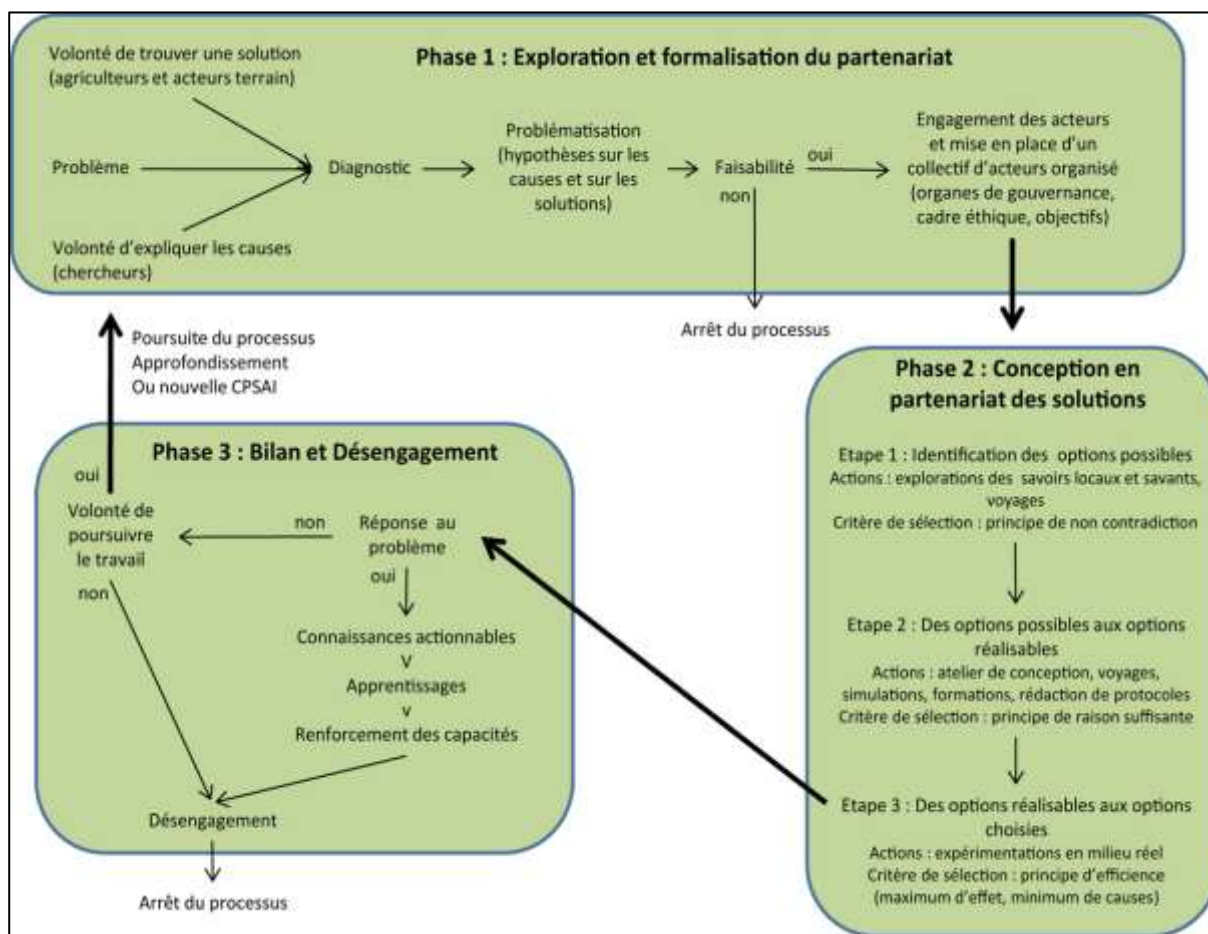 Phase 1 : Exploration et formalisation du partenariat
Volonté de trouver une solution
(agriculteurs et acteurs terrain)
Problème
Volonté d'expliquer les causes
(chercheurs)
Diagnostic
Problématisation
(hypothèses sur les
causes et sur les
solutions)
Faisabilité
oui
non
Engagement des acteurs
et mise en place d'un
collectif d'acteurs organisé
(organes de gouvernance,
cadre éthique, objectifs)
Arrêt du processus
Poursuite du processus
Approfondissement
Ou nouvelle CPSAI
Phase 2 : Conception en
partenariat des solutions
Etape 1 : Identification des options possibles
Actions : explorations des savoirs locaux et savants,
voyages
Critère de sélection : principe de non contradiction
Etape 2 : Des options possibles aux options
réalisables
Actions : atelier de conception, voyages,
simulations, formations, rédaction de protocoles
Critère de sélection : principe de raison suffisante
Etape 3 : Des options réalisables aux options
choisies
Actions : expérimentations en milieu réel
Critère de sélection : principe d'efficience
(maximum d'effet, minimum de causes)
Phase 3 : Bilan et Désengagement
oui
Volonté de
poursuivre
le travail
non
non
Réponse au
problème
oui
Connaissances actionnables
V
Apprentissages
v
Renforcement des capacités
Désengagement
Arrêt du processus